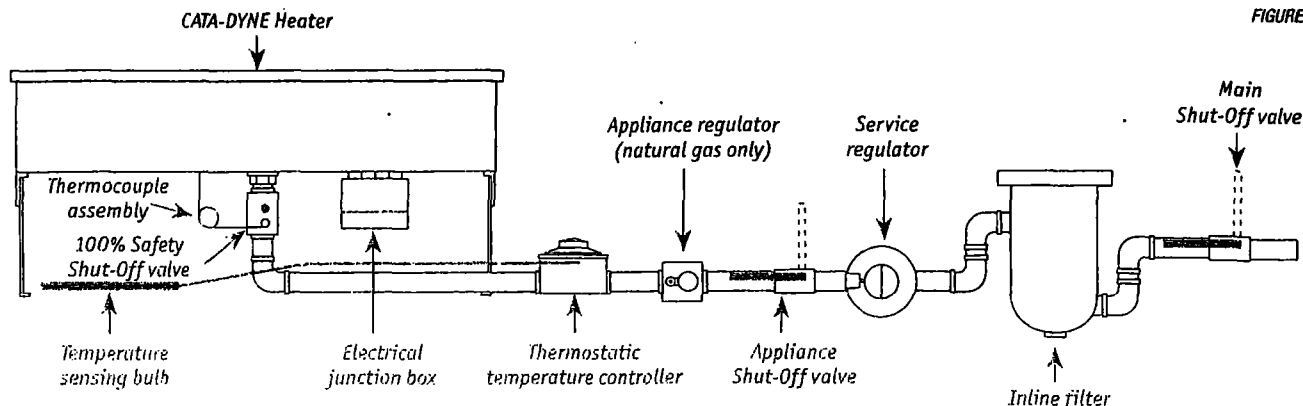 FIGURE
CATA-DYNE Heater
Main
Shut-Off valve
Appliance regulator
(natural gas only)
Service
regulator
Thermocouple
assembly
100% Safety
Shut-Off valve
Temperature
sensing bulb
Electrical
junction box
Thermostatic
temperature controller
Appliance
Shut-Off valve
Inline filter